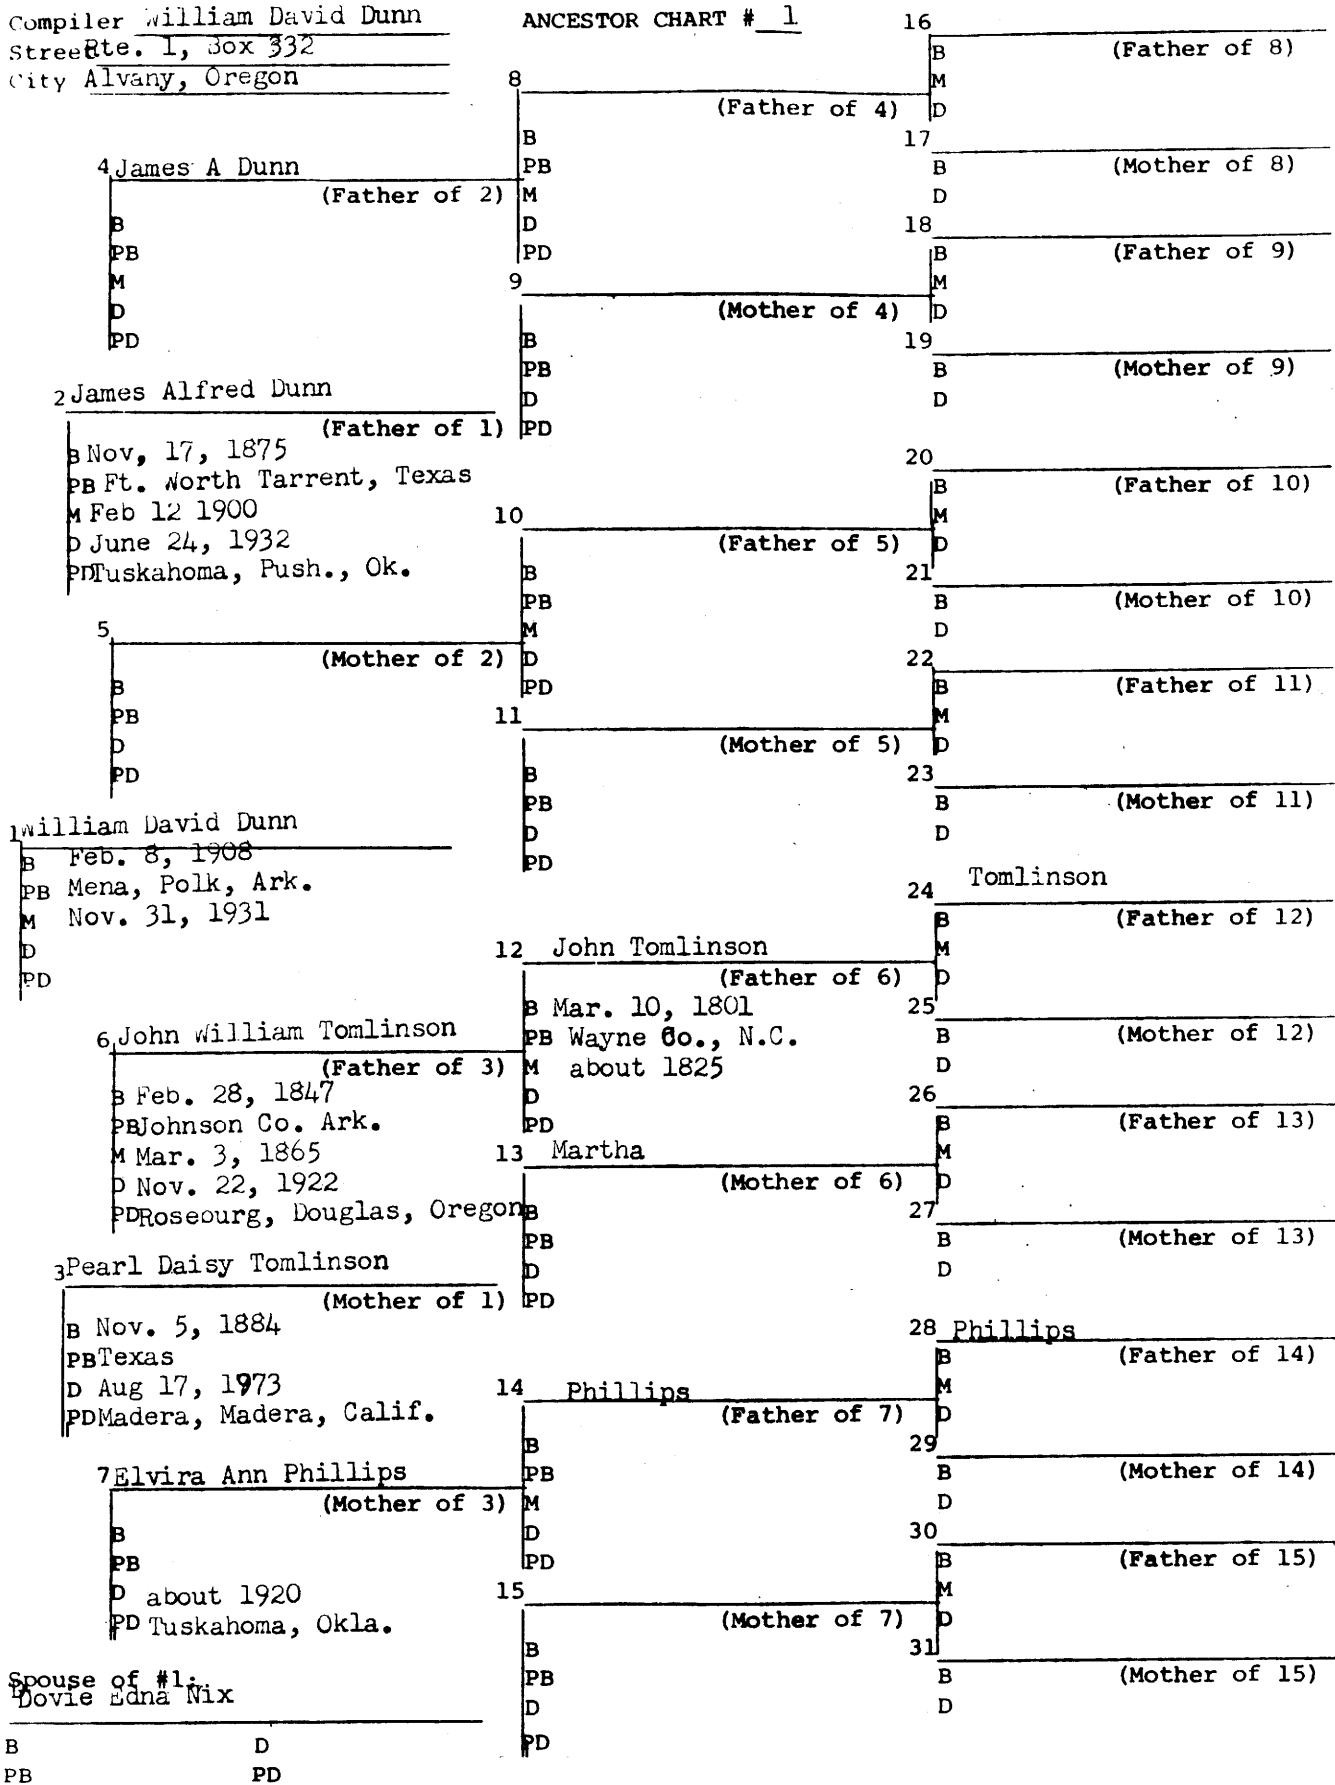 Compiler William David Dunn
Street Rte. 1, Box 332
City Alvany, Oregon
ANCESTOR CHART # 1
4 James A Dunn
(Father of 2)
B
PB
M
D
PD
2 James Alfred Dunn
(Father of 1)
B Nov, 17, 1875
PB Ft. Worth Tarrent, Texas
M Feb 12 1900
D June 24, 1932
PD Tuskahoma, Push., Ok.
5
(Mother of 2)
B
PB
D
PD
1 William David Dunn
B Feb. 8, 1908
PB Mena, Polk, Ark.
M Nov. 31, 1931
D
PD
6 John William Tomlinson
(Father of 3)
B Feb. 28, 1847
PB Johnson Co. Ark.
M Mar. 3, 1865
D Nov. 22, 1922
PD Roseburg, Douglas, Oregon
3 Pearl Daisy Tomlinson
(Mother of 1)
B Nov. 5, 1884
PB Texas
D Aug 17, 1973
PD Madera, Madera, Calif.
7 Elvira Ann Phillips
(Mother of 3)
B
PB
D about 1920
PD Tuskahoma, Okla.
Spouse of #1:
Dovie Edna Nix
B D
PB PD
8
(Father of 4)
B
PB
M
D
PD
9
(Mother of 4)
B
PB
D
PD
10
(Father of 5)
B
PB
M
D
PD
11
(Mother of 5)
B
PB
D
PD
12 John Tomlinson
(Father of 6)
B Mar. 10, 1801
PB Wayne Co., N.C.
M about 1825
D
PD
13 Martha
(Mother of 6)
B
PB
D
PD
14 Phillips
(Father of 7)
B
PB
M
D
PD
15
(Mother of 7)
B
PB
D
PD
16
B (Father of 8)
M
D
17
B (Mother of 8)
D
18
B (Father of 9)
M
D
19
B (Mother of 9)
D
20
B (Father of 10)
M
D
21
B (Mother of 10)
D
22
B (Father of 11)
M
D
23
B (Mother of 11)
D
24 Tomlinson
B (Father of 12)
M
D
25
B (Mother of 12)
D
26
B (Father of 13)
M
D
27
B (Mother of 13)
D
28 Phillips
B (Father of 14)
M
D
29
B (Mother of 14)
D
30
B (Father of 15)
M
D
31
B (Mother of 15)
D